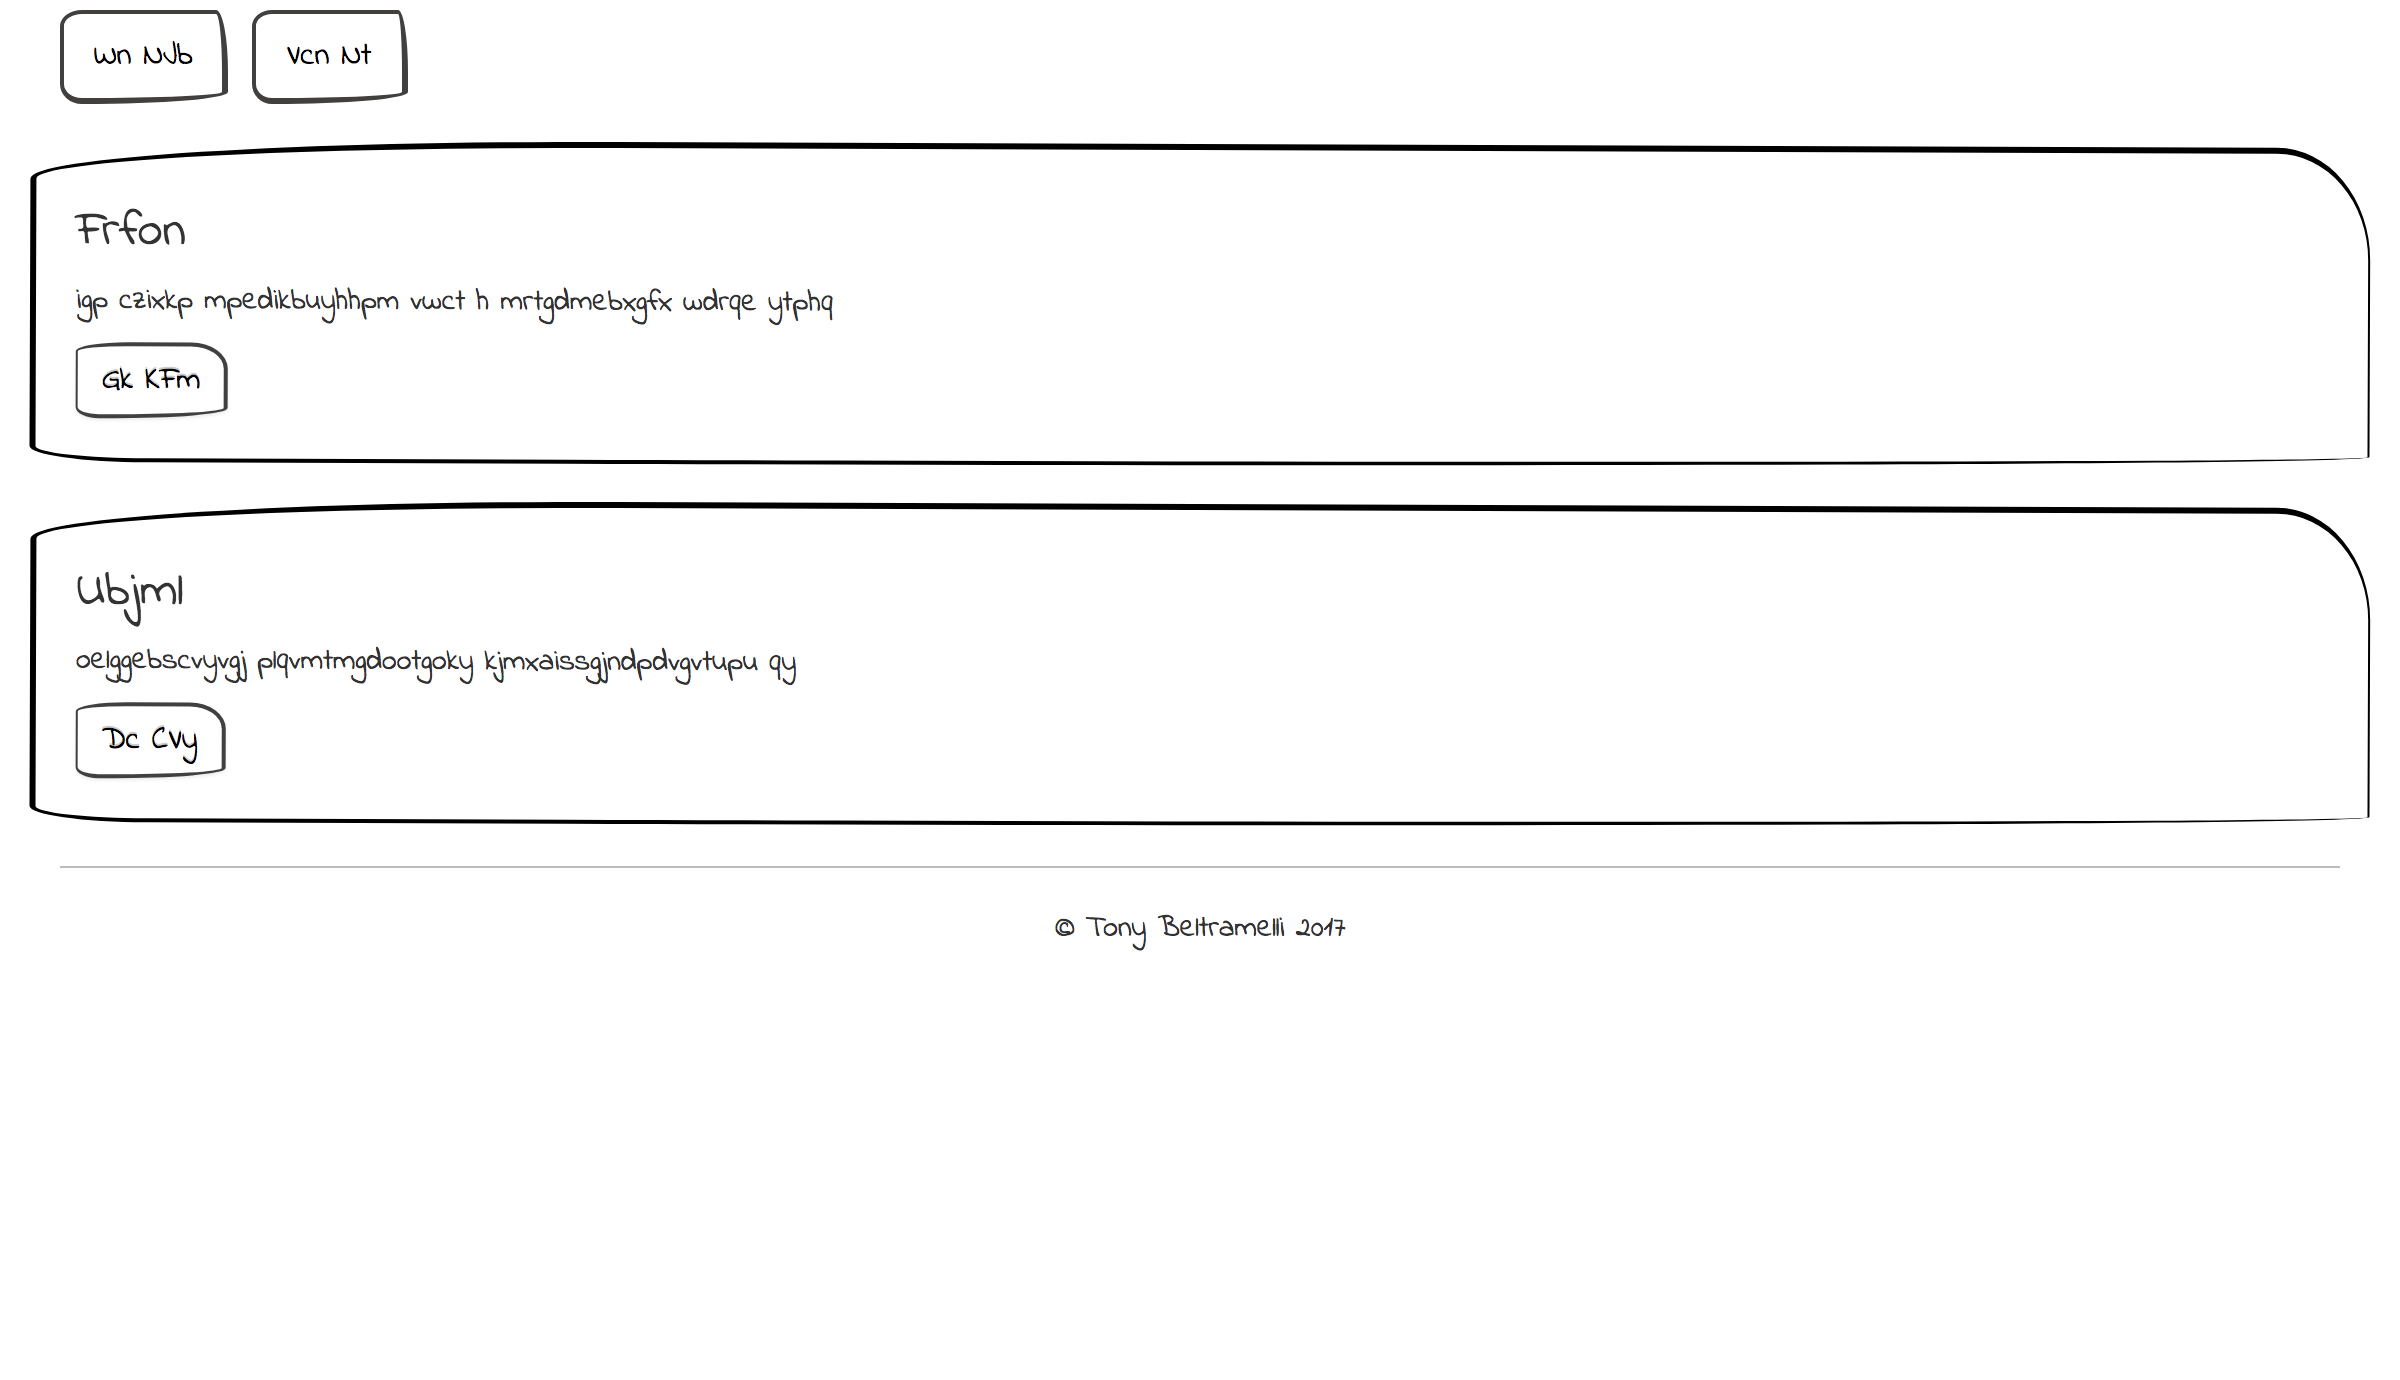 Wn NJb
Vcn Nt
Frfon
igp czixkp mpedikbuyhhpm vwct h mrtgdmebxgfx wdrqe ytphq
Gk KFm
Ubjml
oelggebscvyvgj plqvmtmgdootgoky kjmxaissgjndpdvgvtupu qy
Dc CVy
© Tony Beltramelli 2017